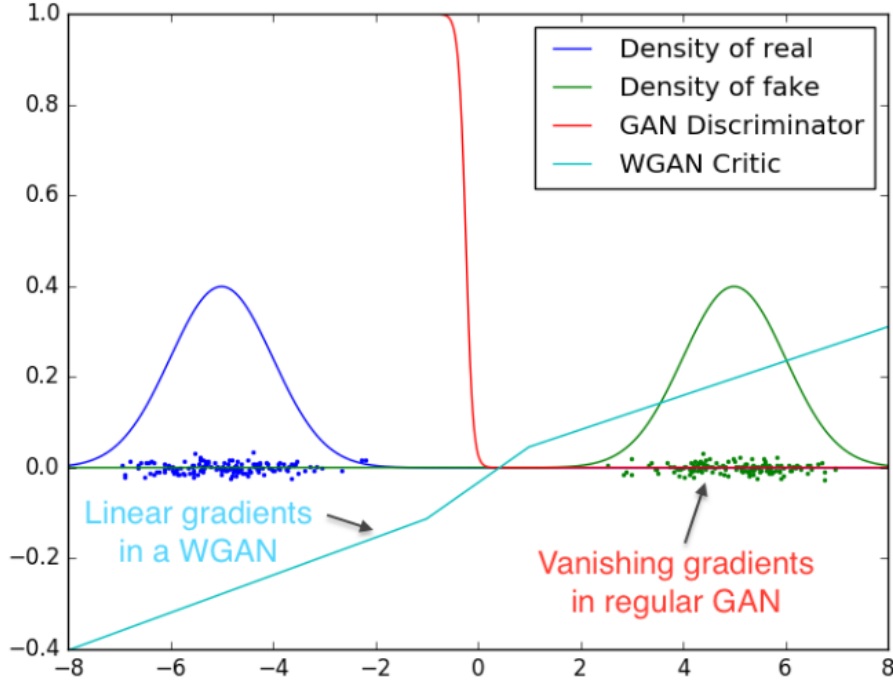 1.0
0.8
0.6
0.4
0.2
0.0
−0.2
−0.4
−8
−6
−4
−2
0
2
4
6
8
Density of real
Density of fake
GAN Discriminator
WGAN Critic
Linear gradients
in a WGAN
Vanishing gradients
in regular GAN